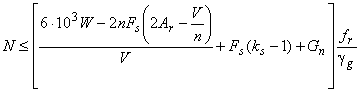 N ≤ [ (6·10³W − 2nF_s(2A_r − V/n)) / V + F_s(k_s − 1) + G_n ] f_r/γ_g